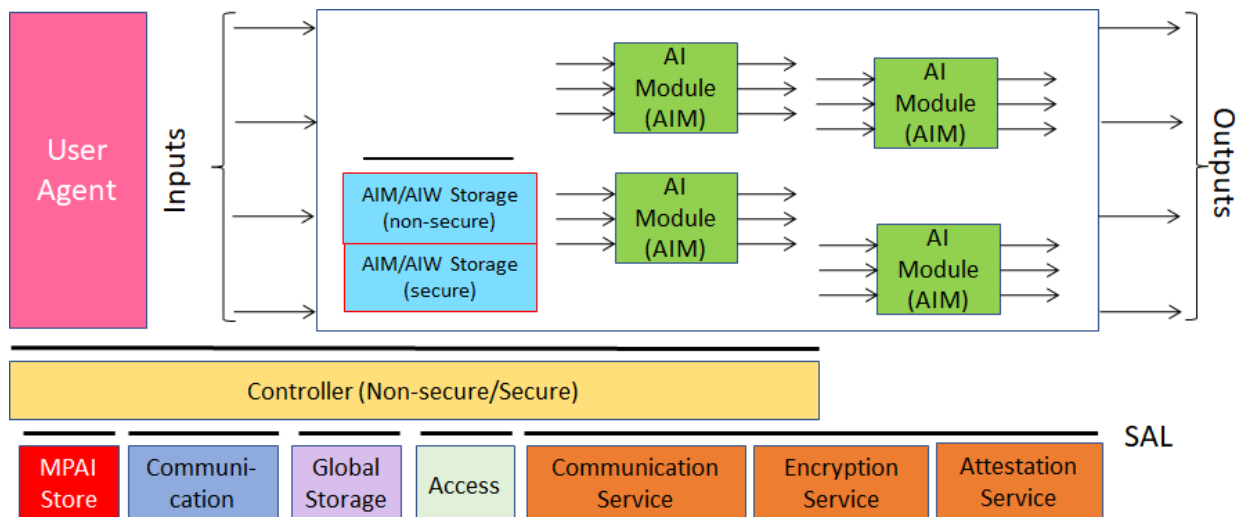 User
Agent
Inputs
AIM/AIW Storage
(non-secure)
AIM/AIW Storage
(secure)
AI
Module
(AIM)
AI
Module
(AIM)
AI
Module
(AIM)
AI
Module
(AIM)
Outputs
Controller (Non-secure/Secure)
SAL
MPAI
Store
Communi-
cation
Global
Storage
Access
Communication
Service
Encryption
Service
Attestation
Service